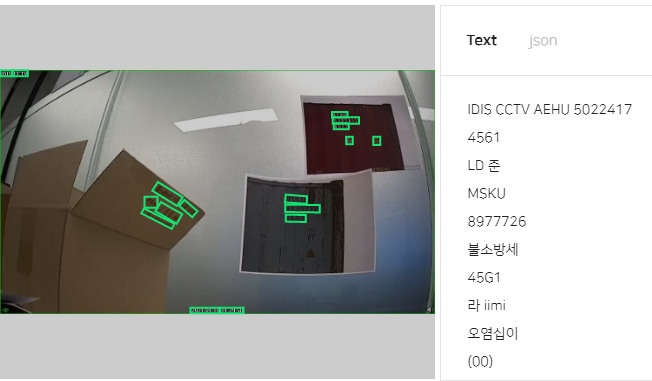 Text json
IDIS CCTV AEHU 5022417
4561
LD 준
MSKU
8977726
불소방세
45G1
라 iimi
오염십이
(00)